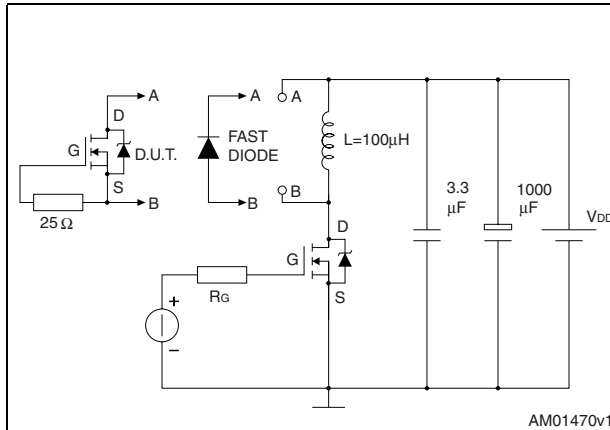 A
D
G
D.U.T.
S
B
25 Ω
A
FAST
DIODE
B
A
L=100μH
B
D
G
S
RG
+
−
3.3
μF
1000
μF
VDD
AM01470v1